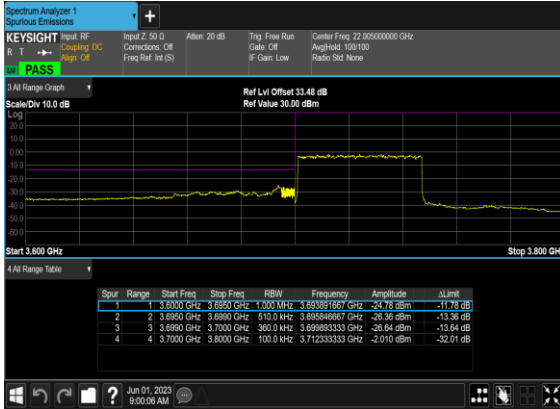 Spectrum Analyzer 1
Spurious Emissions
+
KEYSIGHT
R T
LNI PASS
Input: RF
Coupling: DC
Align: Off
Input Z: 50 Ω
Corrections: Off
Freq Ref: Int (S)
Atten: 20 dB
Trig: Free Run
Gate: Off
IF Gain: Low
Center Freq: 22.005000000 GHz
Avg|Hold: 100/100
Radio Std: None
3 All Range Graph
Scale/Div 10.0 dB
Ref Lvl Offset 33.48 dB
Ref Value 30.00 dBm
Log
20.0
10.0
0.00
-10.0
-20.0
-30.0
-40.0
-50.0
-60.0
Start 3.600 GHz
Stop 3.800 GH
4 All Range Table
Spur Range Start Freq Stop Freq RBW Frequency Amplitude ΔLimit
1 1 3.6000 GHz 3.6950 GHz 1.000 MHz 3.693891667 GHz -24.78 dBm -11.78 dB
2 2 3.6950 GHz 3.6990 GHz 510.0 kHz 3.695846667 GHz -26.36 dBm -13.36 dB
3 3 3.6990 GHz 3.7000 GHz 360.0 kHz 3.699893333 GHz -26.64 dBm -13.64 dB
4 4 3.7000 GHz 3.8000 GHz 100.0 kHz 3.712333333 GHz -2.010 dBm -32.01 dB
?
Jun 01, 2023
9:00:06 AM